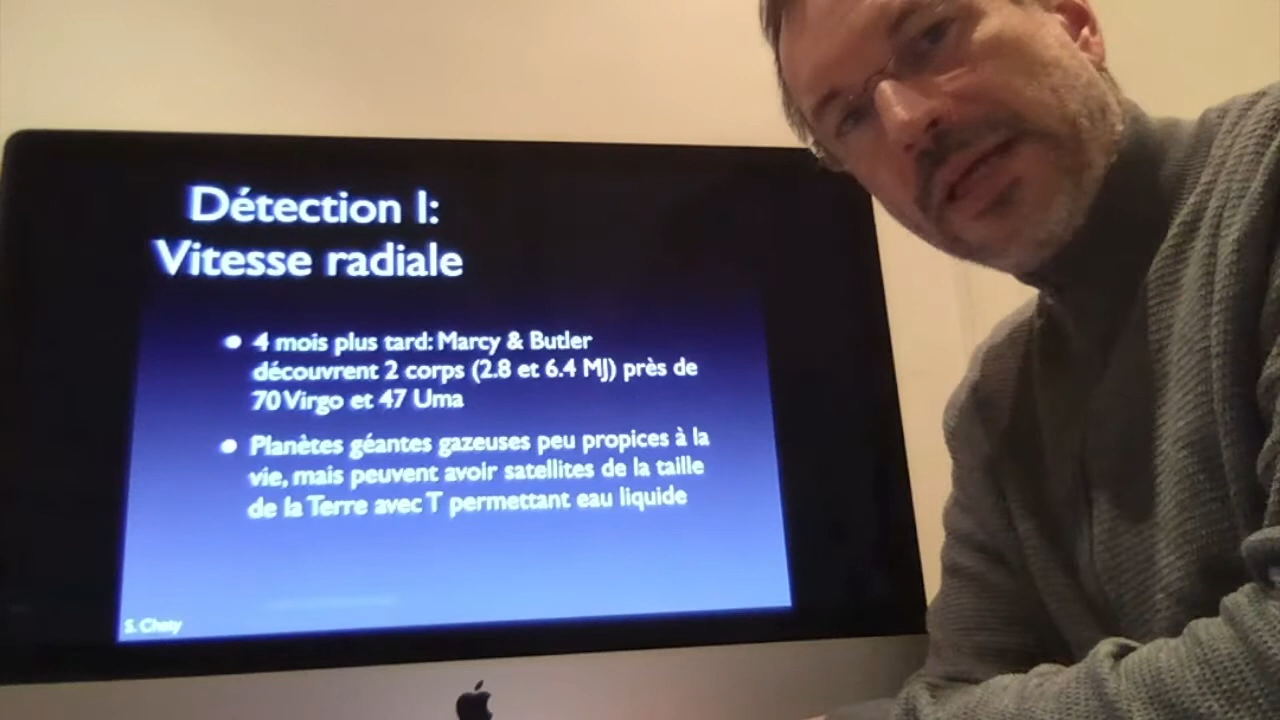 Détection I:
Vitesse radiale
• 4 mois plus tard: Marcy & Butler
découvrent 2 corps (2.8 et 6.4 MJ) près de
70 Virgo et 47 Uma
• Planètes géantes gazeuses peu propices à la
vie, mais peuvent avoir satellites de la taille
de la Terre avec T permettant eau liquide
S. Chaty